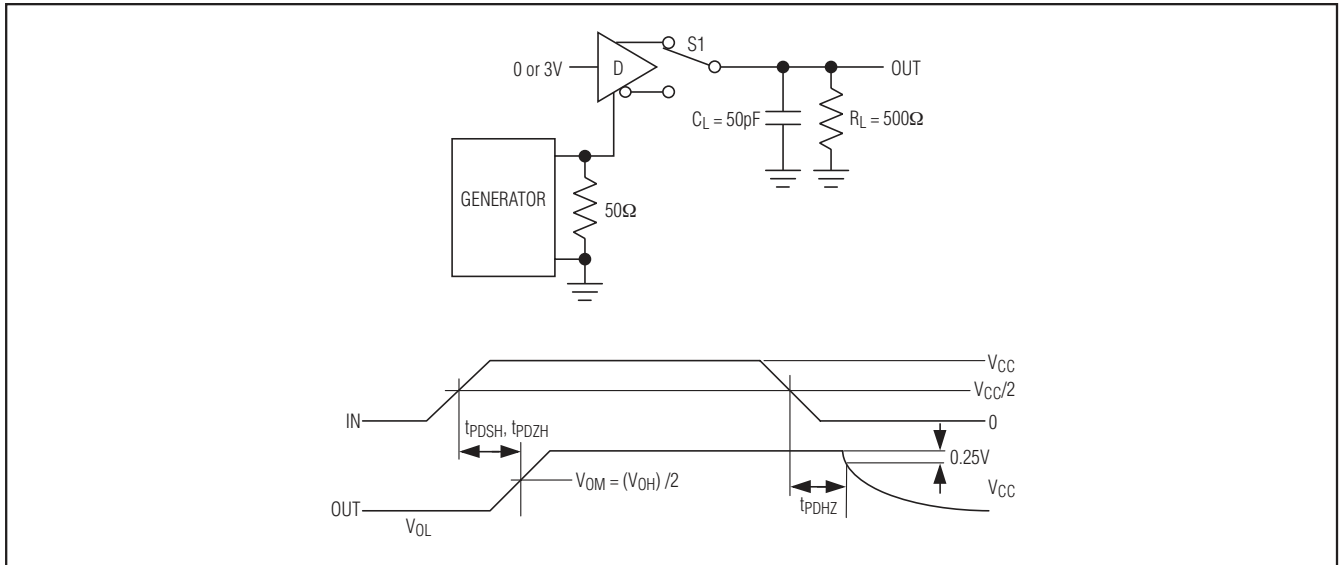 S1
0 or 3V
D
OUT
C_L = 50pF
R_L = 500Ω
GENERATOR
50Ω
V_CC
V_CC/2
IN
0
t_PDSH, t_PDZH
0.25V
V_OM = (V_OH) /2
V_CC
t_PDHZ
OUT
V_OL